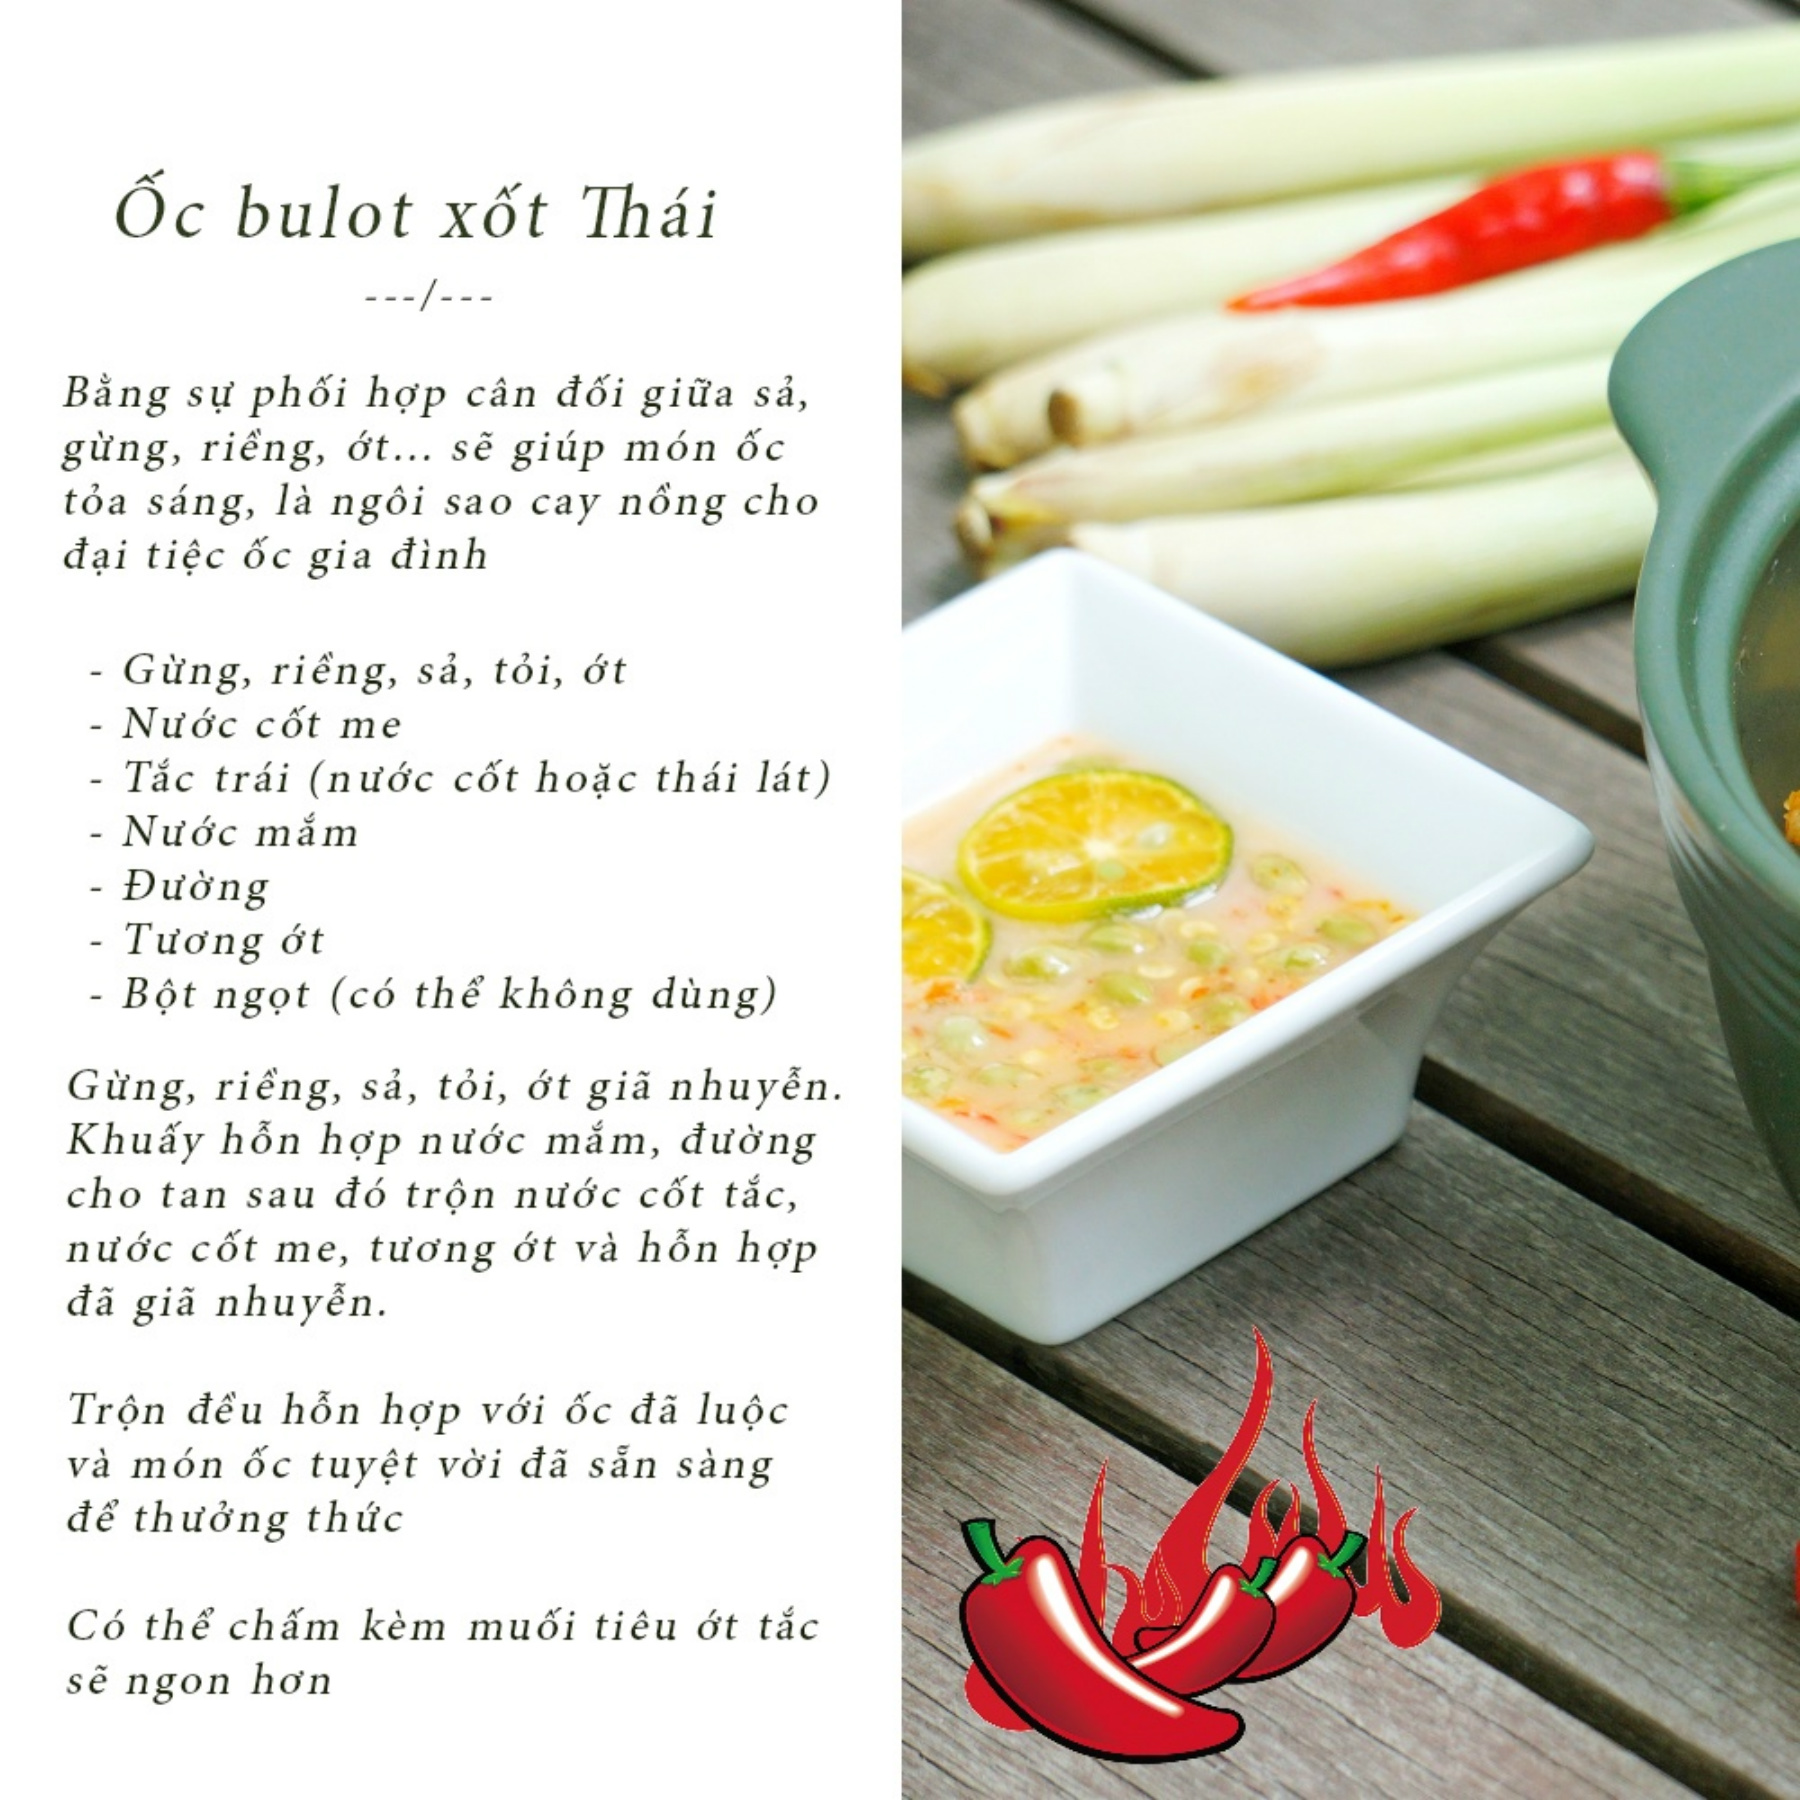 Ốc bulot xốt Thái
---/---
Bằng sự phối hợp cân đối giữa sả,
gừng, riềng, ớt... sẽ giúp món ốc
tỏa sáng, là ngôi sao cay nồng cho
đại tiệc ốc gia đình
- Gừng, riềng, sả, tỏi, ớt
- Nước cốt me
- Tắc trái (nước cốt hoặc thái lát)
- Nước mắm
- Đường
- Tương ớt
- Bột ngọt (có thể không dùng)
Gừng, riềng, sả, tỏi, ớt giã nhuyễn.
Khuấy hỗn hợp nước mắm, đường
cho tan sau đó trộn nước cốt tắc,
nước cốt me, tương ớt và hỗn hợp
đã giã nhuyễn.
Trộn đều hỗn hợp với ốc đã luộc
và món ốc tuyệt vời đã sẵn sàng
để thưởng thức
Có thể chấm kèm muối tiêu ớt tắc
sẽ ngon hơn